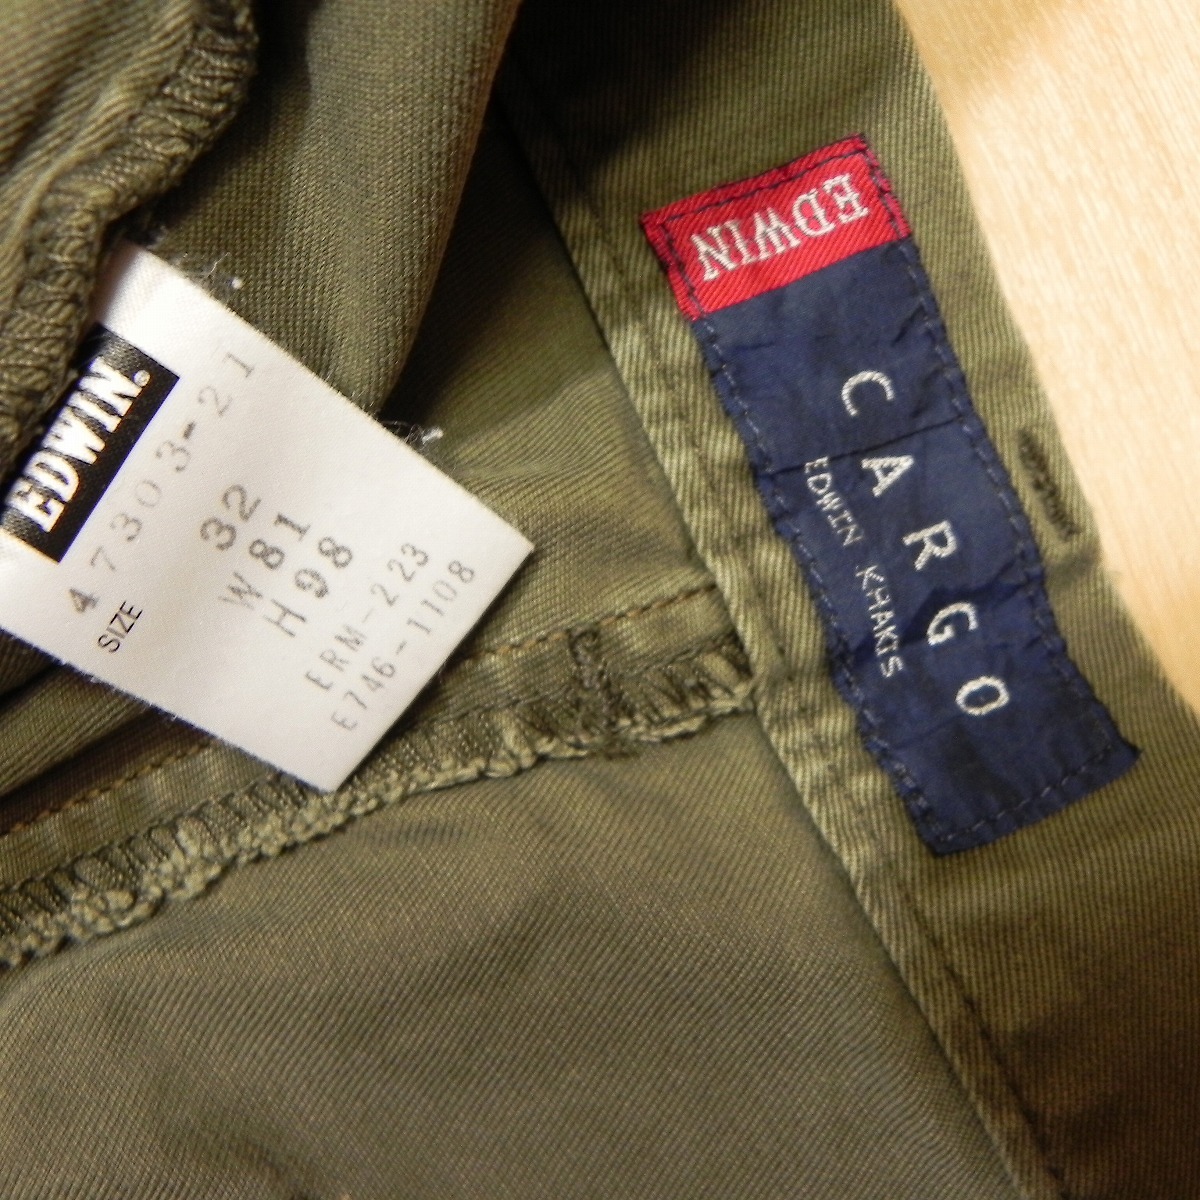 EDWIN.
47303-21
SIZE
32
W81
H98
ERM-223
E746-1108
EDWIN
CARGO
EDWIN KHAKIS